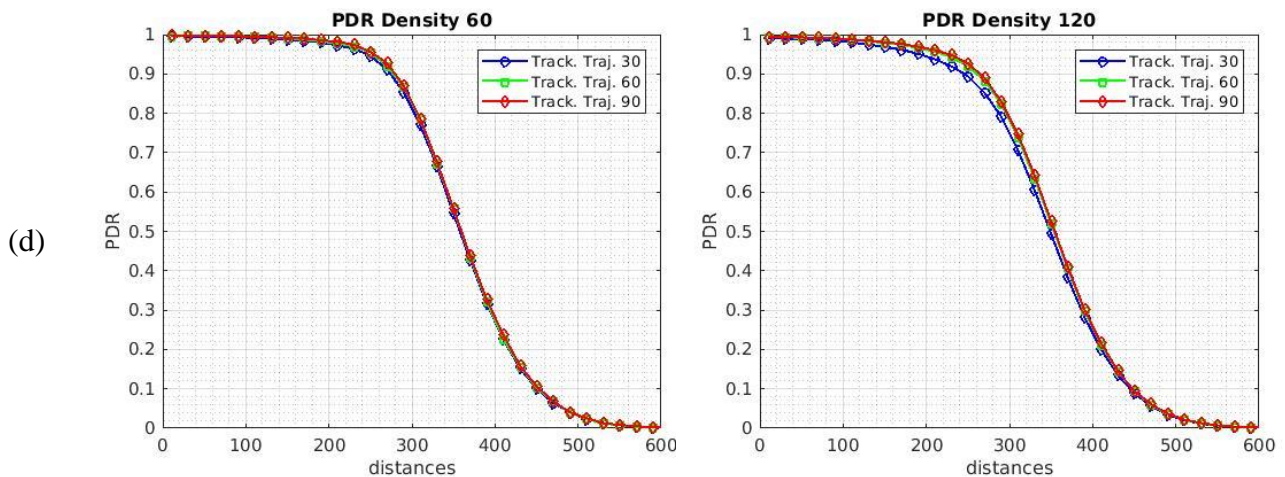 (d)
PDR Density 60
1
0.9
0.8
0.7
0.6
0.5
0.4
0.3
0.2
0.1
0
PDR
Track. Traj. 30
Track. Traj. 60
Track. Traj. 90
0 100 200 300 400 500 600
distances
PDR Density 120
1
0.9
0.8
0.7
0.6
0.5
0.4
0.3
0.2
0.1
0
PDR
Track. Traj. 30
Track. Traj. 60
Track. Traj. 90
0 100 200 300 400 500 600
distances